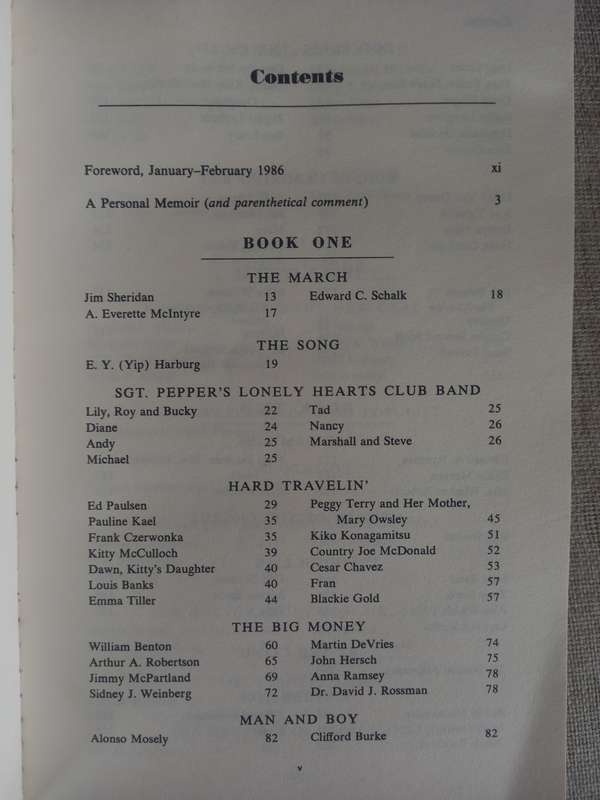 Contents
Foreword, January–February 1986 xi
A Personal Memoir (and parenthetical comment) 3
BOOK ONE
THE MARCH
Jim Sheridan 13 Edward C. Schalk 18
A. Everette McIntyre 17
THE SONG
E. Y. (Yip) Harburg 19
SGT. PEPPER'S LONELY HEARTS CLUB BAND
Lily, Roy and Bucky 22 Tad 25
Diane 24 Nancy 26
Andy 25 Marshall and Steve 26
Michael 25
HARD TRAVELIN'
Ed Paulsen 29 Peggy Terry and Her Mother,
Pauline Kael 35 Mary Owsley 45
Frank Czerwonka 35 Kiko Konagamitsu 51
Kitty McCulloch 39 Country Joe McDonald 52
Dawn, Kitty's Daughter 40 Cesar Chavez 53
Louis Banks 40 Fran 57
Emma Tiller 44 Blackie Gold 57
THE BIG MONEY
William Benton 60 Martin DeVries 74
Arthur A. Robertson 65 John Hersch 75
Jimmy McPartland 69 Anna Ramsey 78
Sidney J. Weinberg 72 Dr. David J. Rossman 78
MAN AND BOY
Alonso Mosely 82 Clifford Burke 82
v